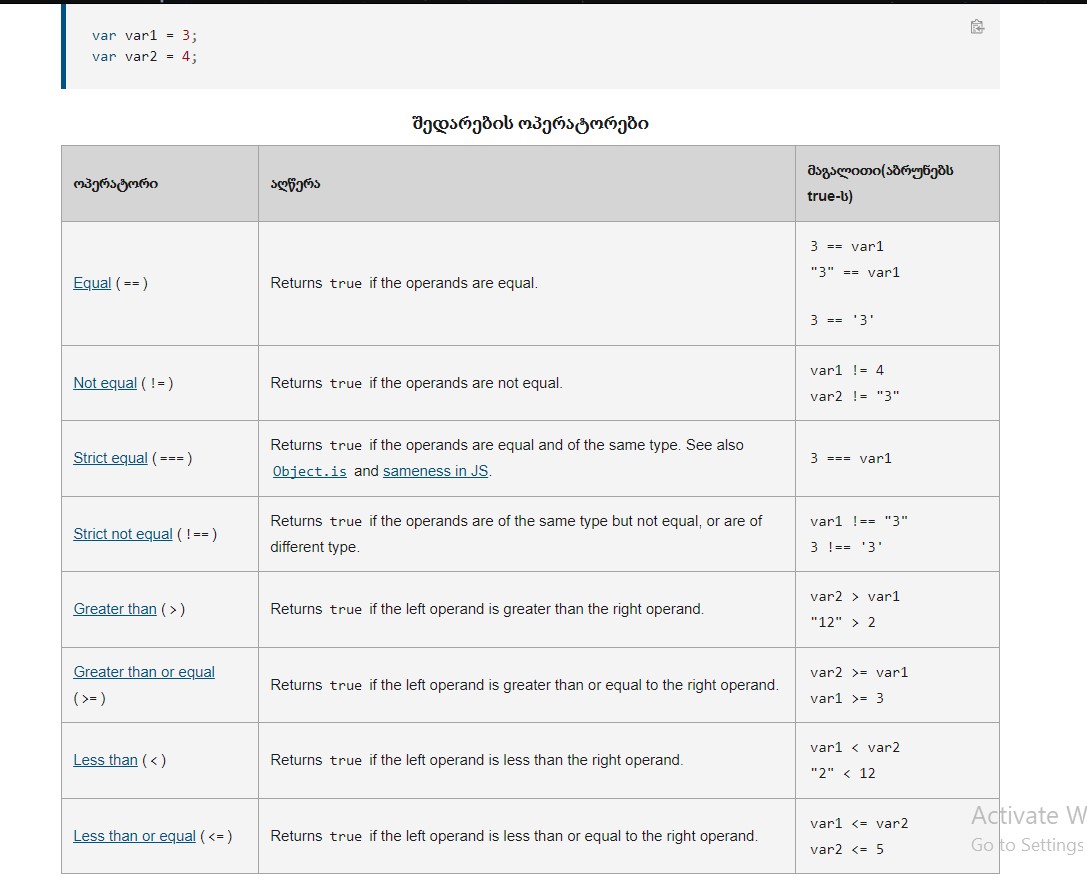 var var1 = 3;
var var2 = 4;
შედარების ოპერატორები
ოპერატორი
აღწერა
მაგალითი(აბრუნებს
true-ს)
Equal (==)
Returns true if the operands are equal.
3 == var1
"3" == var1
3 == '3'
Not equal (!=)
Returns true if the operands are not equal.
var1 != 4
var2 != "3"
Strict equal (===)
Returns true if the operands are equal and of the same type. See also
Object.is and sameness in JS.
3 === var1
Strict not equal (!==)
Returns true if the operands are of the same type but not equal, or are of
different type.
var1 !== "3"
3 !== '3'
Greater than (>)
Returns true if the left operand is greater than the right operand.
var2 > var1
"12" > 2
Greater than or equal
(>=)
Returns true if the left operand is greater than or equal to the right operand.
var2 >= var1
var1 >= 3
Less than (<)
Returns true if the left operand is less than the right operand.
var1 < var2
"2" < 12
Less than or equal (<=)
Returns true if the left operand is less than or equal to the right operand.
var1 <= var2
var2 <= 5
Activate W
Go to Settings